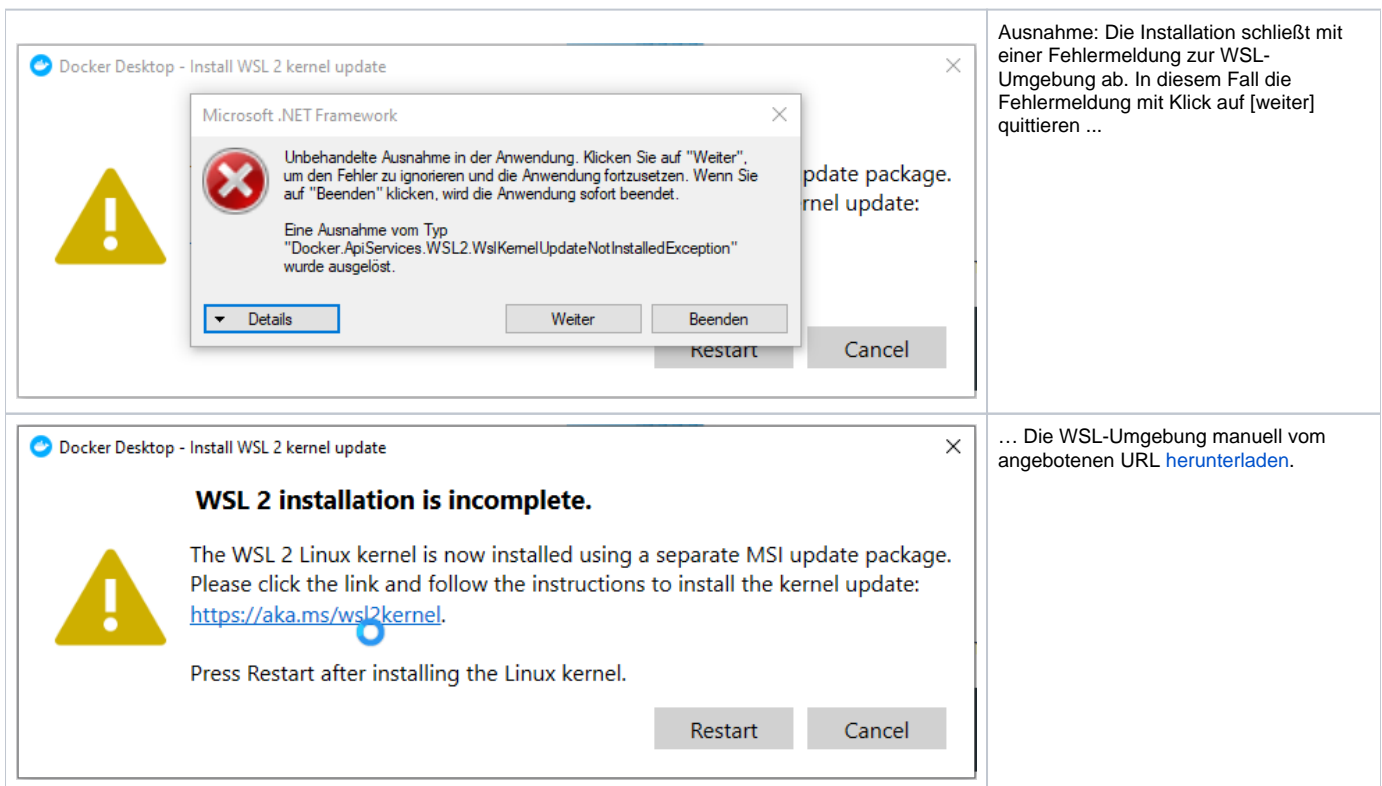 Docker Desktop - Install WSL 2 kernel update
Microsoft .NET Framework
Unbehandelte Ausnahme in der Anwendung. Klicken Sie auf "Weiter",
um den Fehler zu ignorieren und die Anwendung fortzusetzen. Wenn Sie
auf "Beenden" klicken, wird die Anwendung sofort beendet.
Eine Ausnahme vom Typ
"Docker.ApiServices.WSL2.WslKernelUpdateNotInstalledException"
wurde ausgelöst.
Details
Weiter
Beenden
package.
update:
Restart
Cancel
Ausnahme: Die Installation schließt mit
einer Fehlermeldung zur WSL-
Umgebung ab. In diesem Fall die
Fehlermeldung mit Klick auf [weiter]
quittieren ...
Docker Desktop - Install WSL 2 kernel update
WSL 2 installation is incomplete.
The WSL 2 Linux kernel is now installed using a separate MSI update package.
Please click the link and follow the instructions to install the kernel update:
https://aka.ms/wsl2kernel.
Press Restart after installing the Linux kernel.
Restart
Cancel
… Die WSL-Umgebung manuell vom
angebotenen URL herunterladen.